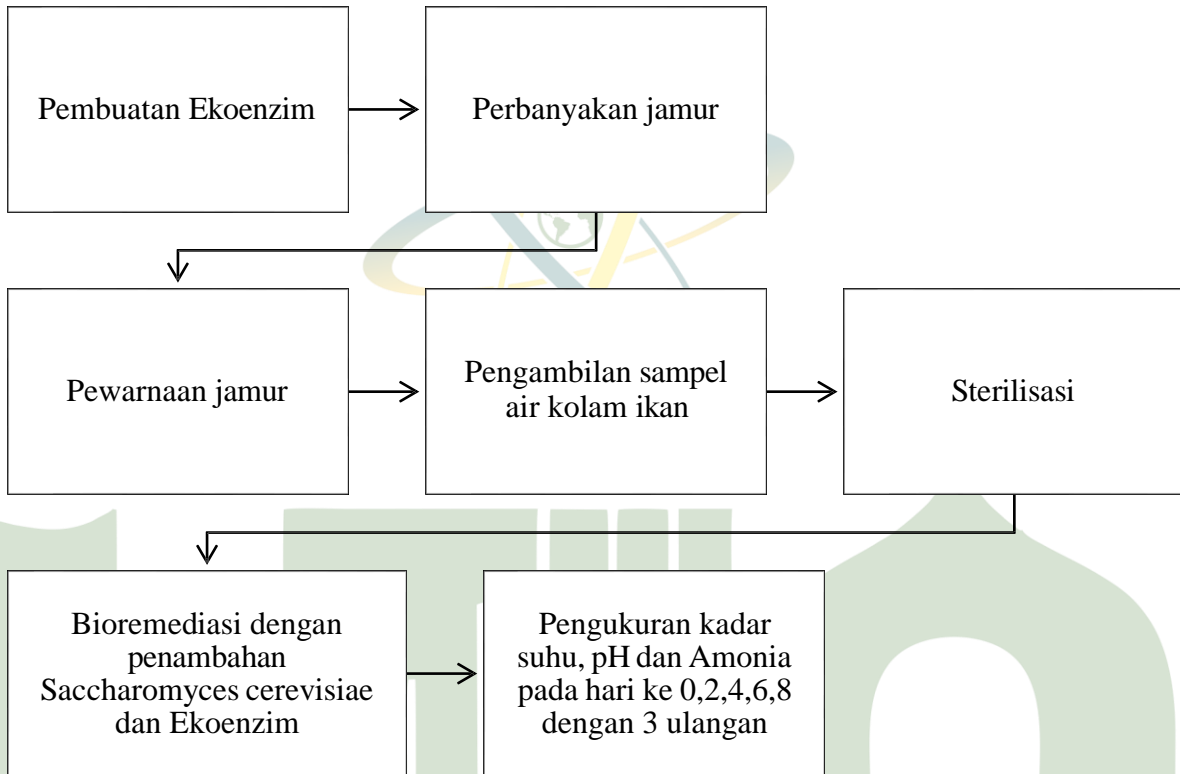 Pembuatan Ekoenzim
Perbanyakan jamur
Pewarnaan jamur
Pengambilan sampel
air kolam ikan
Sterilisasi
Bioremediasi dengan
penambahan
Saccharomyces cerevisiae
dan Ekoenzim
Pengukuran kadar
suhu, pH dan Amonia
pada hari ke 0,2,4,6,8
dengan 3 ulangan